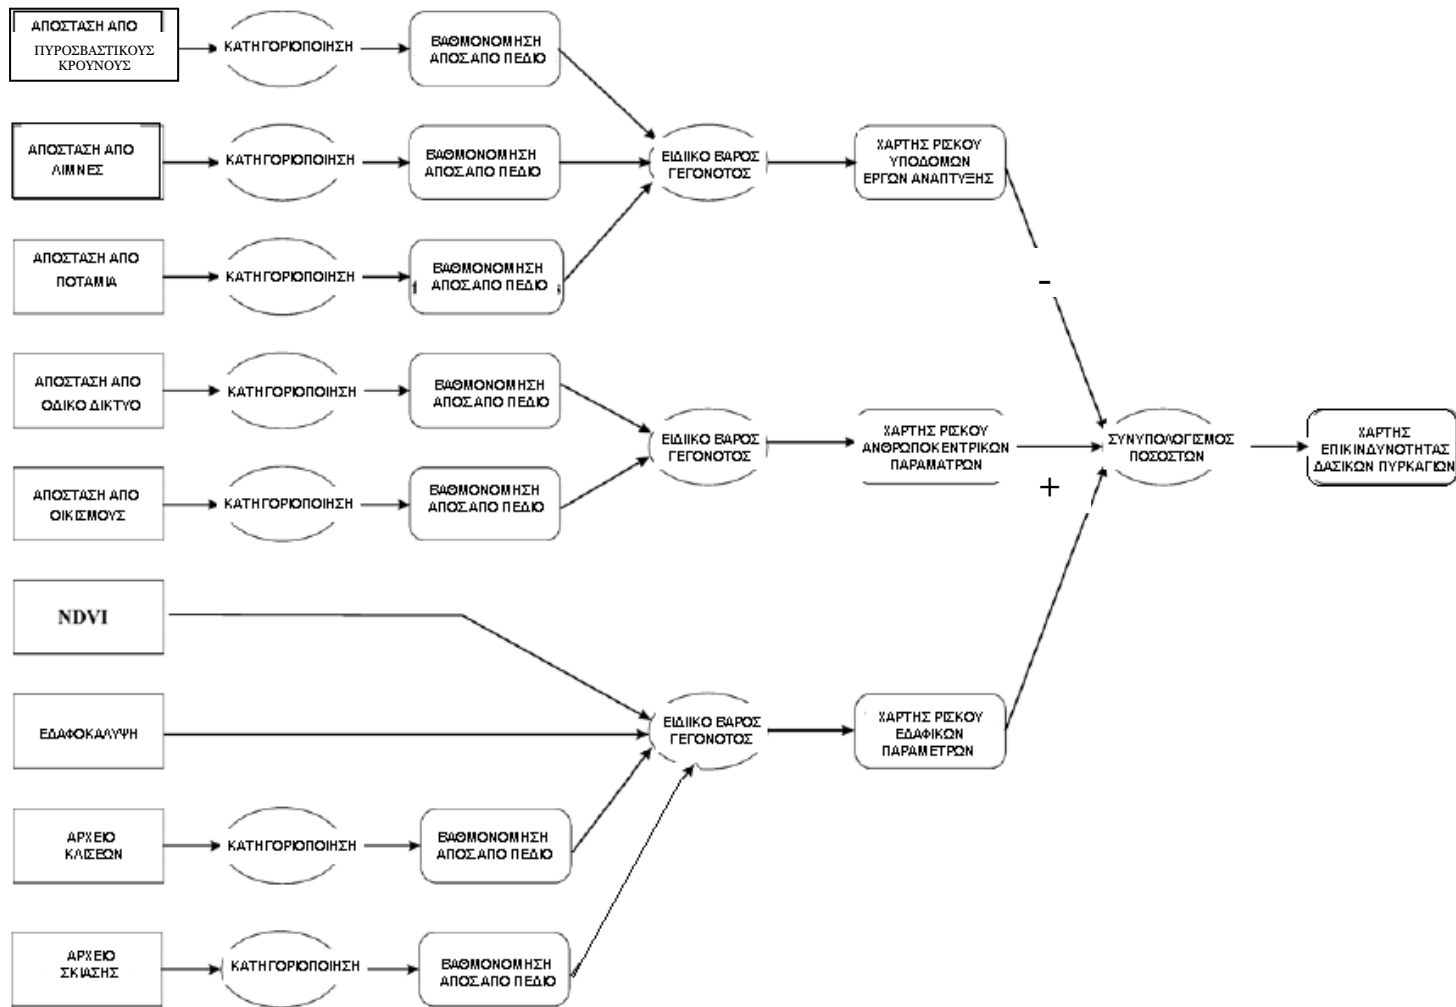 ΑΠΟΣΤΑΣΗ ΑΠΟ
ΠΥΡΟΣΒΑΣΤΙΚΟΥΣ
ΚΡΟΥΝΟΥΣ
ΚΑΤΗΓΟΡΙΟΠΟΙΗΣΗ
ΒΑΘΜΟΝΟΜΗΣΗ
ΑΠΟΣ.ΑΠΟ ΠΕΔΙΟ
ΑΠΟΣΤΑΣΗ ΑΠΟ
ΛΙΜΝΕΣ
ΚΑΤΗΓΟΡΙΟΠΟΙΗΣΗ
ΒΑΘΜΟΝΟΜΗΣΗ
ΑΠΟΣ.ΑΠΟ ΠΕΔΙΟ
ΕΙΔΙΙΚΟ ΒΑΡΟΣ
ΓΕΓΟΝΟΤΟΣ
ΧΑΡΤΗΣ ΡΙΣΚΟΥ
ΥΠΟΔΟΜΩΝ
ΕΡΓΩΝ ΑΝΑΠΤΥΞΗΣ
ΑΠΟΣΤΑΣΗ ΑΠΟ
ΠΟΤΑΜΙΑ
ΚΑΤΗΓΟΡΙΟΠΟΙΗΣΗ
ΒΑΘΜΟΝΟΜΗΣΗ
ΑΠΟΣ.ΑΠΟ ΠΕΔΙΟ
-
ΑΠΟΣΤΑΣΗ ΑΠΟ
ΟΔΙΚΟ ΔΙΚΤΥΟ
ΚΑΤΗΓΟΡΙΟΠΟΙΗΣΗ
ΒΑΘΜΟΝΟΜΗΣΗ
ΑΠΟΣ.ΑΠΟ ΠΕΔΙΟ
ΕΙΔΙΙΚΟ ΒΑΡΟΣ
ΓΕΓΟΝΟΤΟΣ
ΧΑΡΤΗΣ ΡΙΣΚΟΥ
ΑΝΘΡΩΠΟΚΕΝΤΡΙΚΩΝ
ΠΑΡΑΜΑΤΡΩΝ
ΣΥΝΥΠΟΛΟΓΙΣΜΟΣ
ΠΟΣΟΣΤΩΝ
ΧΑΡΤΗΣ
ΕΠΙΚΙΝΔΥΝΟΤΗΤΑΣ
ΔΑΣΙΚΩΝ ΠΥΡΚΑΓΙΩΝ
+
ΑΠΟΣΤΑΣΗ ΑΠΟ
ΟΙΚΙΣΜΟΥΣ
ΚΑΤΗΓΟΡΙΟΠΟΙΗΣΗ
ΒΑΘΜΟΝΟΜΗΣΗ
ΑΠΟΣ.ΑΠΟ ΠΕΔΙΟ
NDVI
ΕΔΑΦΟΚΑΛΥΨΗ
ΕΙΔΙΙΚΟ ΒΑΡΟΣ
ΓΕΓΟΝΟΤΟΣ
ΧΑΡΤΗΣ ΡΙΣΚΟΥ
ΕΔΑΦΙΚΩΝ
ΠΑΡΑΜΕΤΡΩΝ
ΑΡΧΕΙΟ
ΚΛΙΣΕΩΝ
ΚΑΤΗΓΟΡΙΟΠΟΙΗΣΗ
ΒΑΘΜΟΝΟΜΗΣΗ
ΑΠΟΣ.ΑΠΟ ΠΕΔΙΟ
ΑΡΧΕΙΟ
ΣΚΙΑΣΗΣ
ΚΑΤΗΓΟΡΙΟΠΟΙΗΣΗ
ΒΑΘΜΟΝΟΜΗΣΗ
ΑΠΟΣ.ΑΠΟ ΠΕΔΙΟ